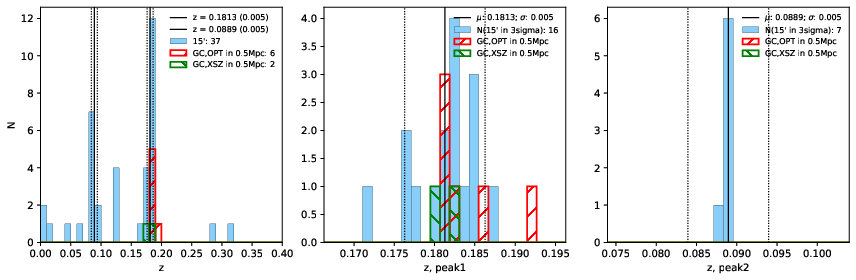 z = 0.1813 (0.005)
z = 0.0889 (0.005)
15': 37
GC,OPT in 0.5Mpc: 6
GC,XSZ in 0.5Mpc: 2
12
10
8
6
4
2
0
N
0.00 0.05 0.10 0.15 0.20 0.25 0.30 0.35 0.40
z
μ: 0.1813; σ: 0.005
N(15' in 3sigma): 16
GC,OPT in 0.5Mpc
GC,XSZ in 0.5Mpc
4.0
3.5
3.0
2.5
2.0
1.5
1.0
0.5
0.0
0.170 0.175 0.180 0.185 0.190 0.195
z, peak1
μ: 0.0889; σ: 0.005
N(15' in 3sigma): 7
GC,OPT in 0.5Mpc
GC,XSZ in 0.5Mpc
6
5
4
3
2
1
0
0.075 0.080 0.085 0.090 0.095 0.100
z, peak2